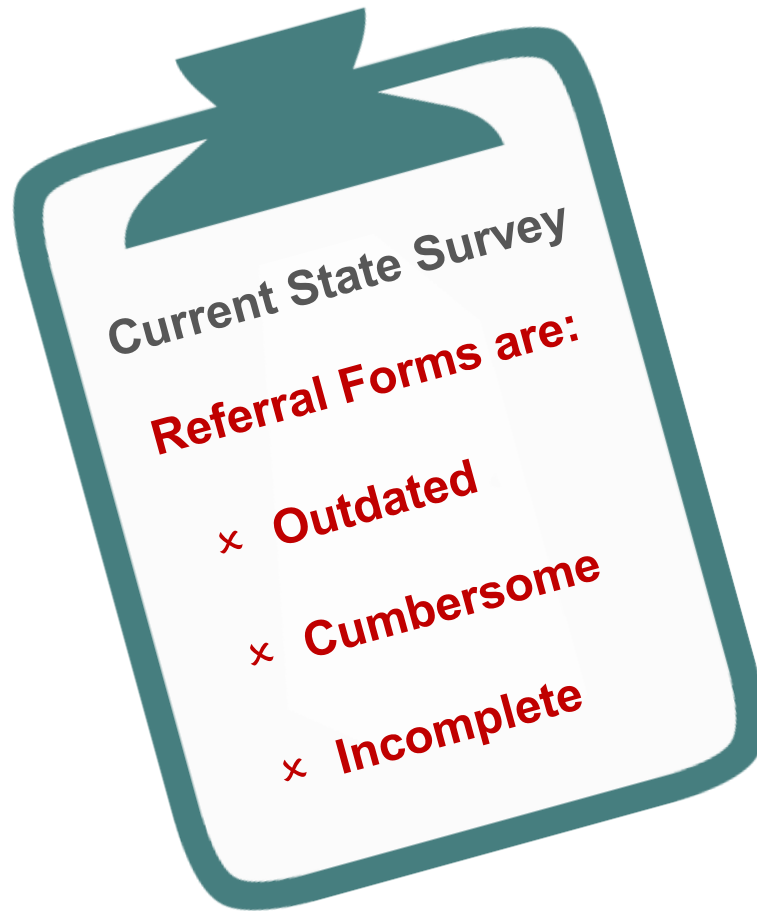 Current State Survey
Referral Forms are:
x Outdated
x Cumbersome
x Incomplete